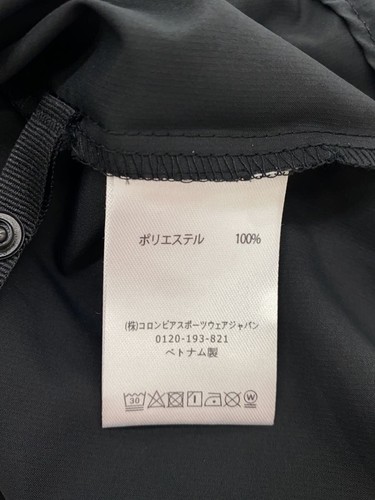 ポリエステル 100%
(株)コロンビアスポーツウェアジャパン
0120-193-821
ベトナム製
30 W